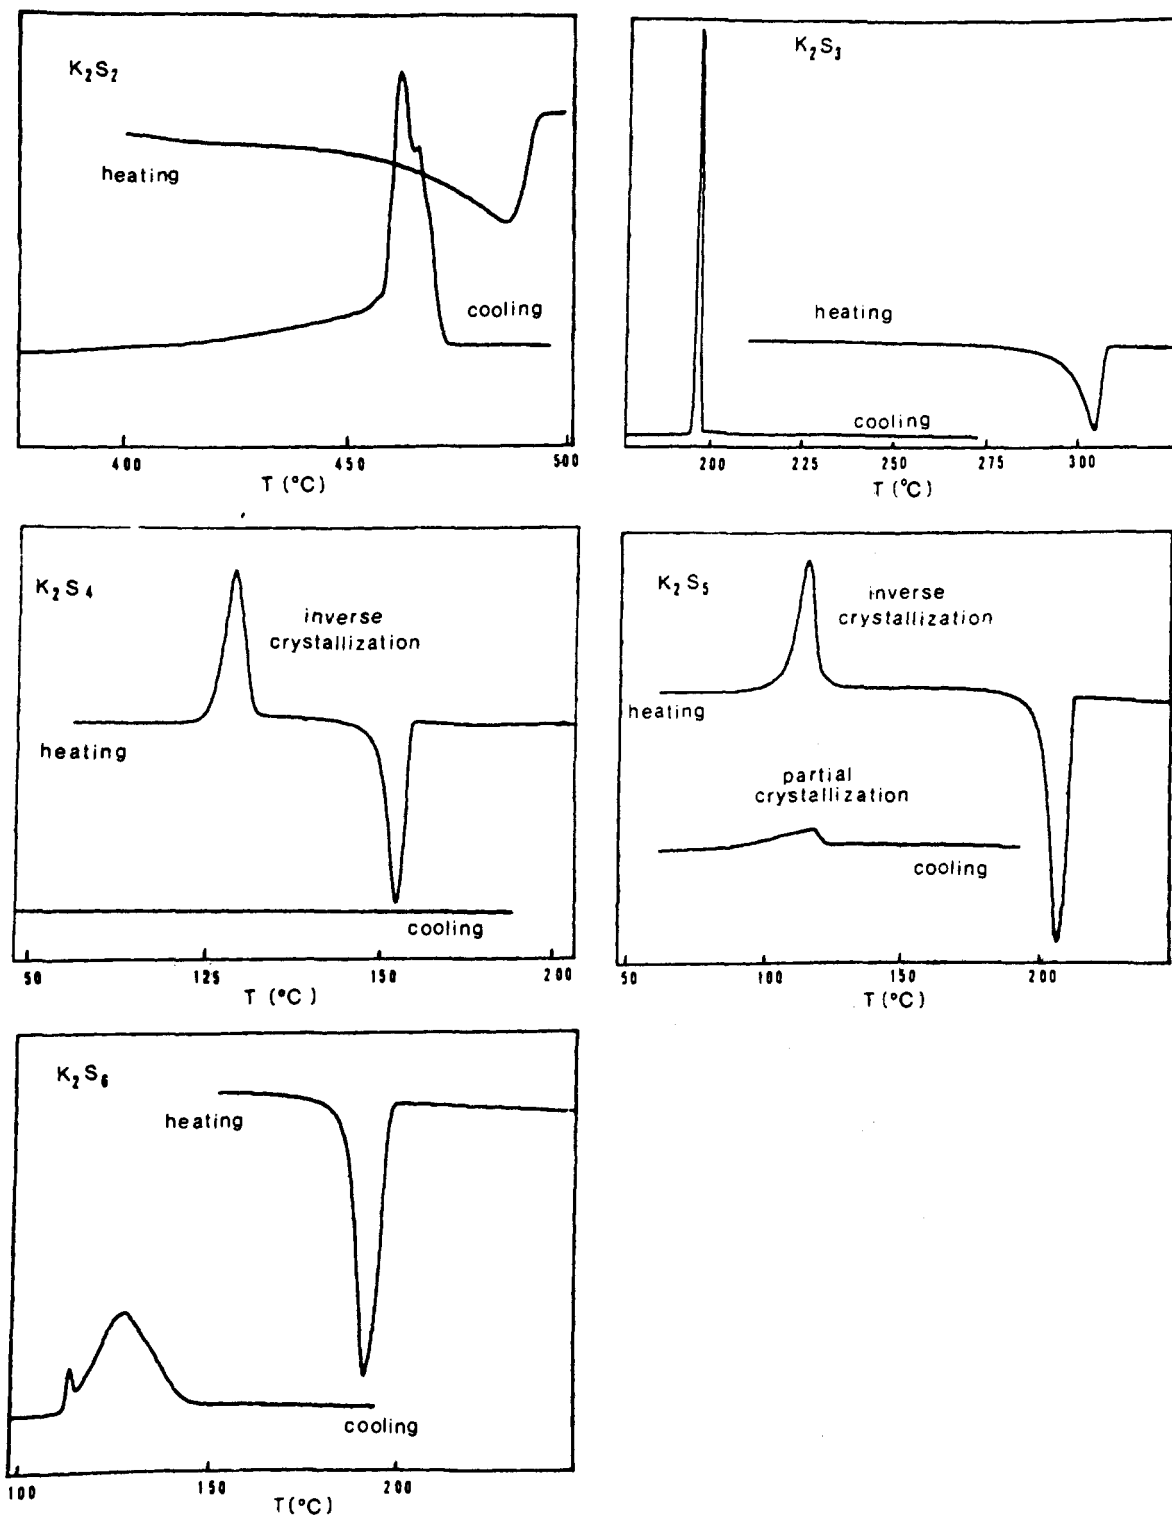 K₂S₂
heating
cooling
400 450 500
T (°C)
K₂S₃
heating
cooling
200 225 250 275 300
T (°C)
K₂S₄
inverse
crystallization
heating
cooling
50 125 150 200
T (°C)
K₂S₅
inverse
crystallization
heating
partial
crystallization
cooling
50 100 150 200
T (°C)
K₂S₆
heating
cooling
100 150 200
T (°C)